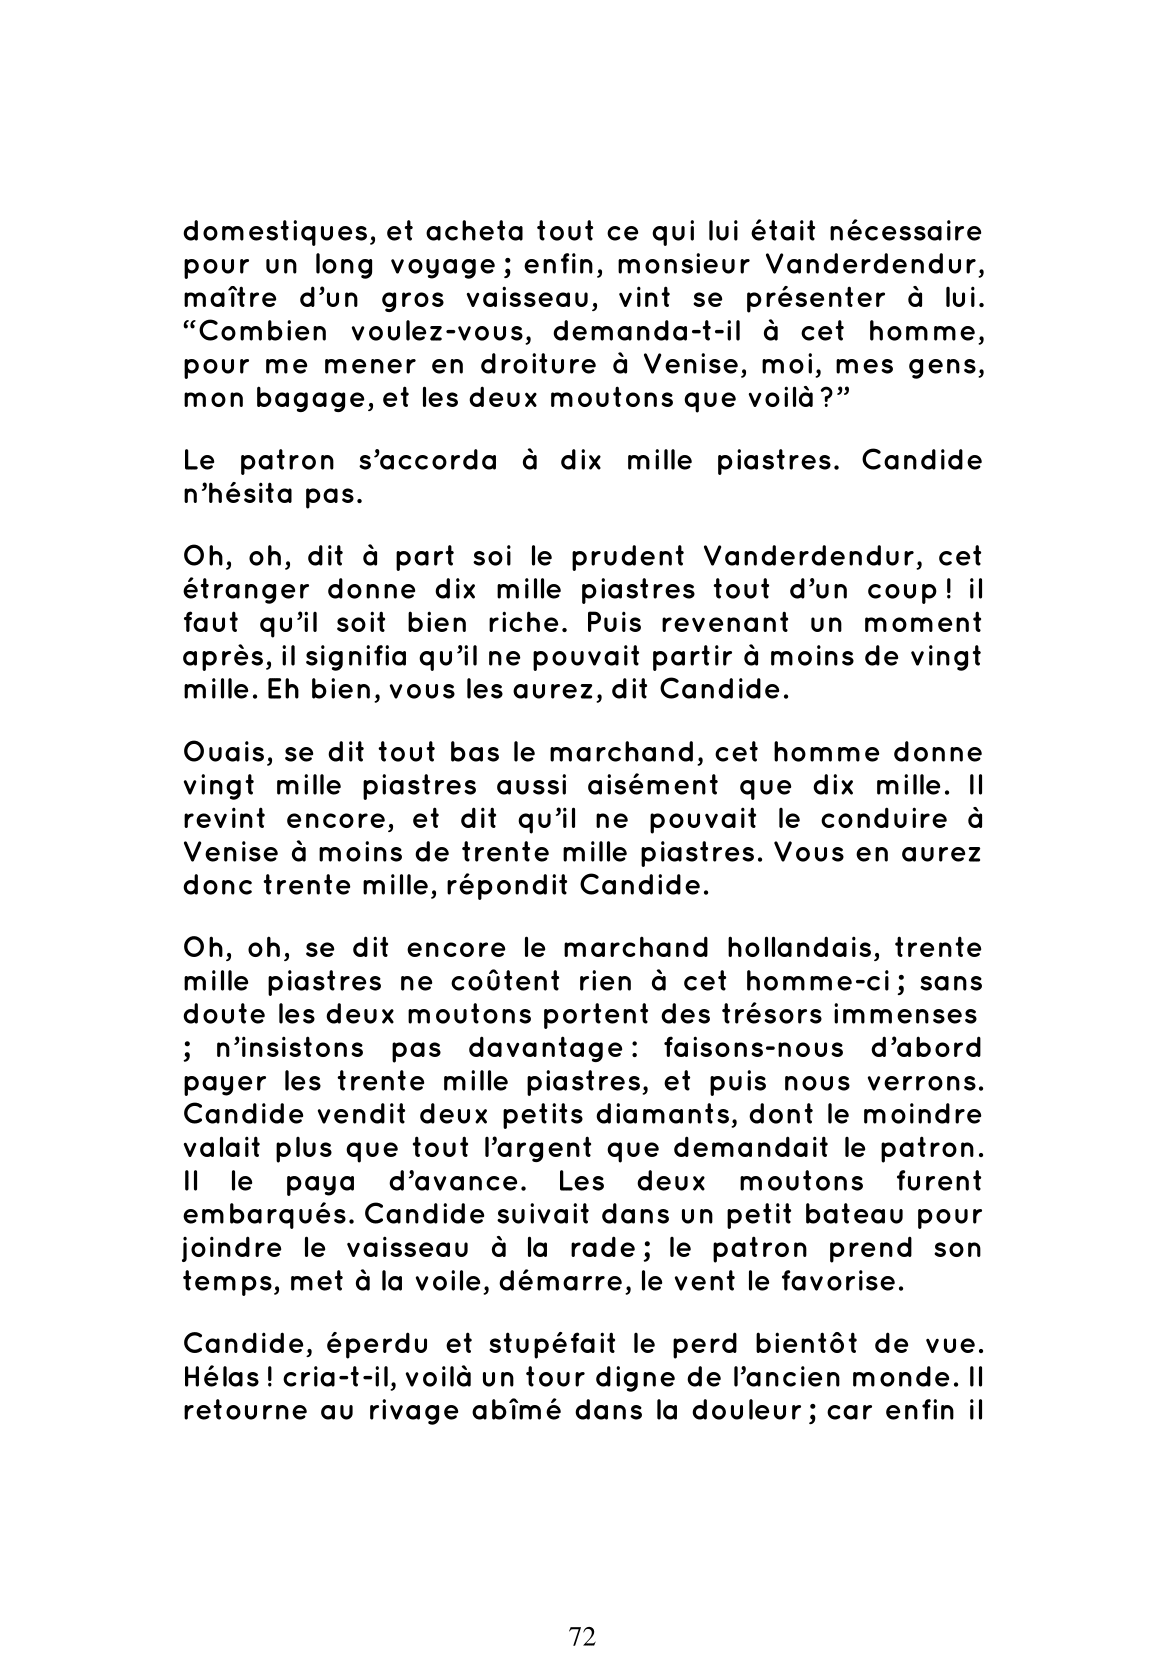 domestiques, et acheta tout ce qui lui était nécessaire
pour un long voyage ; enfin, monsieur Vanderdendur,
maître d’un gros vaisseau, vint se présenter à lui.
“Combien voulez-vous, demanda-t-il à cet homme,
pour me mener en droiture à Venise, moi, mes gens,
mon bagage, et les deux moutons que voilà ?”
Le patron s’accorda à dix mille piastres. Candide
n’hésita pas.
Oh, oh, dit à part soi le prudent Vanderdendur, cet
étranger donne dix mille piastres tout d’un coup ! il
faut qu’il soit bien riche. Puis revenant un moment
après, il signifia qu’il ne pouvait partir à moins de vingt
mille. Eh bien, vous les aurez, dit Candide.
Ouais, se dit tout bas le marchand, cet homme donne
vingt mille piastres aussi aisément que dix mille. Il
revint encore, et dit qu’il ne pouvait le conduire à
Venise à moins de trente mille piastres. Vous en aurez
donc trente mille, répondit Candide.
Oh, oh, se dit encore le marchand hollandais, trente
mille piastres ne coûtent rien à cet homme-ci ; sans
doute les deux moutons portent des trésors immenses
; n’insistons pas davantage : faisons-nous d’abord
payer les trente mille piastres, et puis nous verrons.
Candide vendit deux petits diamants, dont le moindre
valait plus que tout l’argent que demandait le patron.
Il le paya d’avance. Les deux moutons furent
embarqués. Candide suivait dans un petit bateau pour
joindre le vaisseau à la rade ; le patron prend son
temps, met à la voile, démarre, le vent le favorise.
Candide, éperdu et stupéfait le perd bientôt de vue.
Hélas ! cria-t-il, voilà un tour digne de l’ancien monde. Il
retourne au rivage abîmé dans la douleur ; car enfin il
72